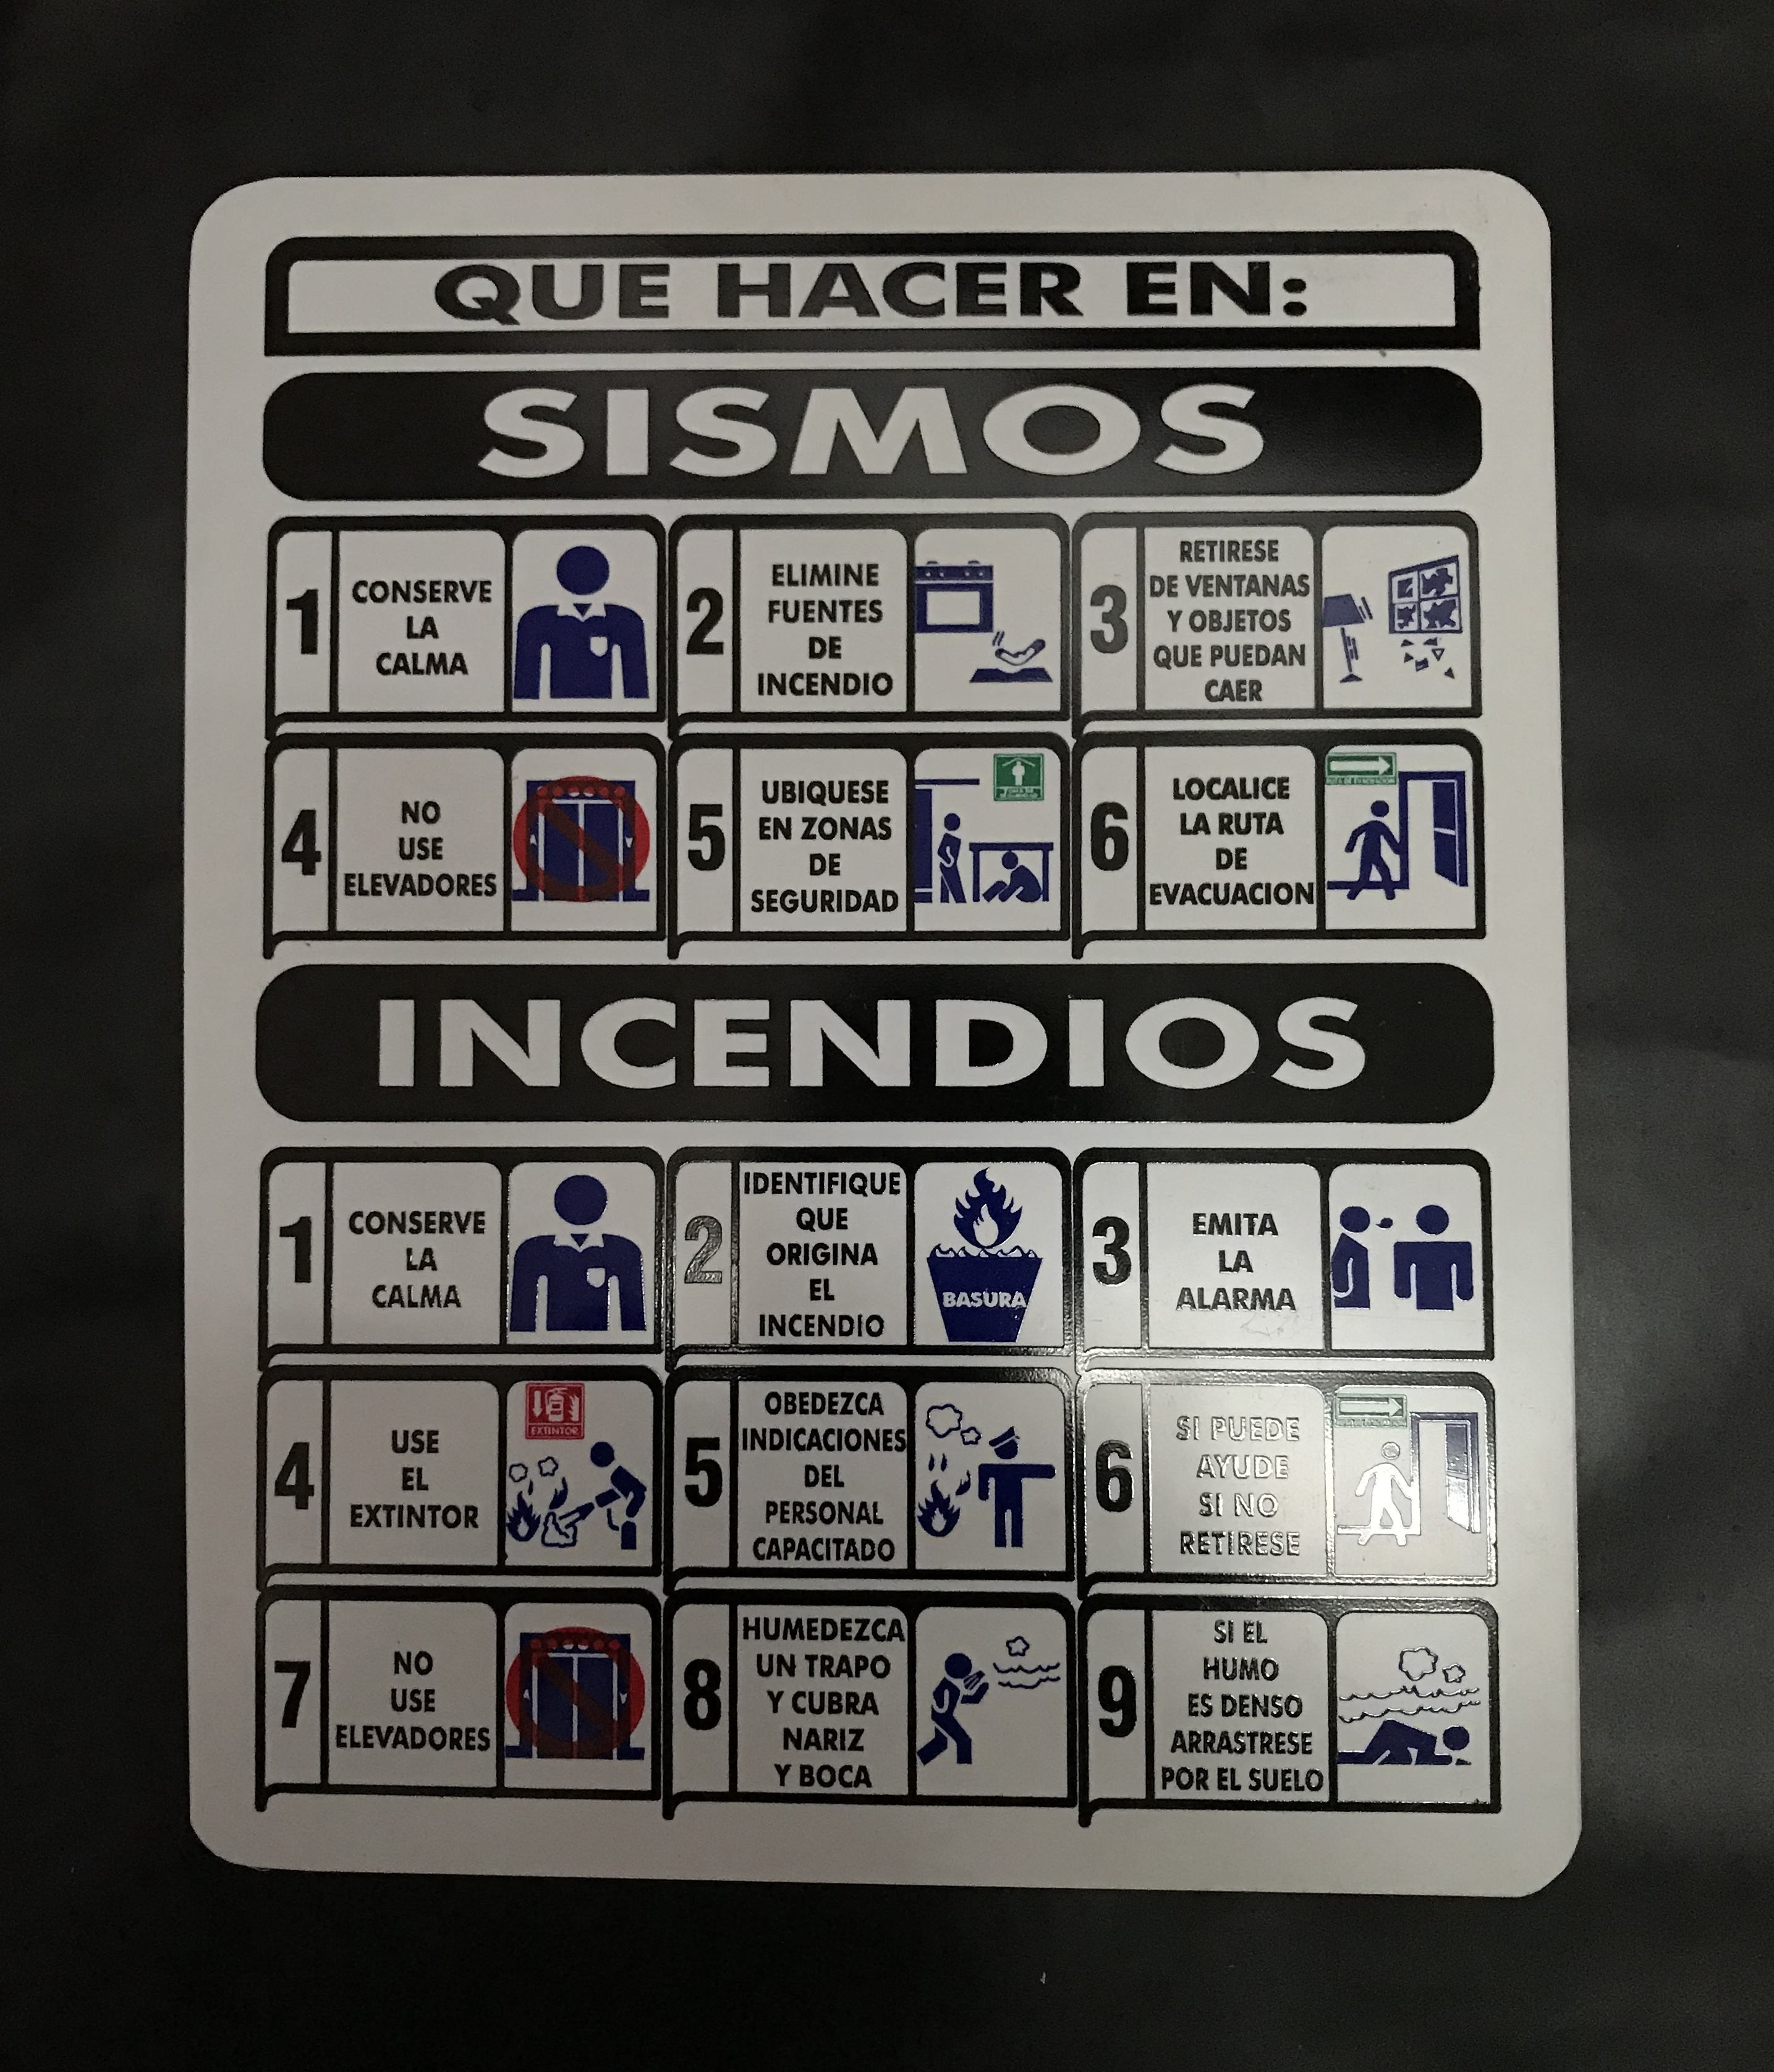 QUE HACER EN:
SISMOS
1
CONSERVE
LA
CALMA
2
ELIMINE
FUENTES
DE
INCENDIO
3
RETIRESE
DE VENTANAS
Y OBJETOS
QUE PUEDAN
CAER
4
NO
USE
ELEVADORES
5
UBIQUESE
EN ZONAS
DE
SEGURIDAD
6
LOCALICE
LA RUTA
DE
EVACUACION
INCENDIOS
1
CONSERVE
LA
CALMA
2
IDENTIFIQUE
QUE
ORIGINA
EL
INCENDIO
BASURA
3
EMITA
LA
ALARMA
4
USE
EL
EXTINTOR
EXTINTOR
5
OBEDEZCA
INDICACIONES
DEL
PERSONAL
CAPACITADO
6
SI PUEDE
AYUDE
SI NO
RETIRESE
7
NO
USE
ELEVADORES
8
HUMEDEZCA
UN TRAPO
Y CUBRA
NARIZ
Y BOCA
9
SI EL
HUMO
ES DENSO
ARRASTRESE
POR EL SUELO